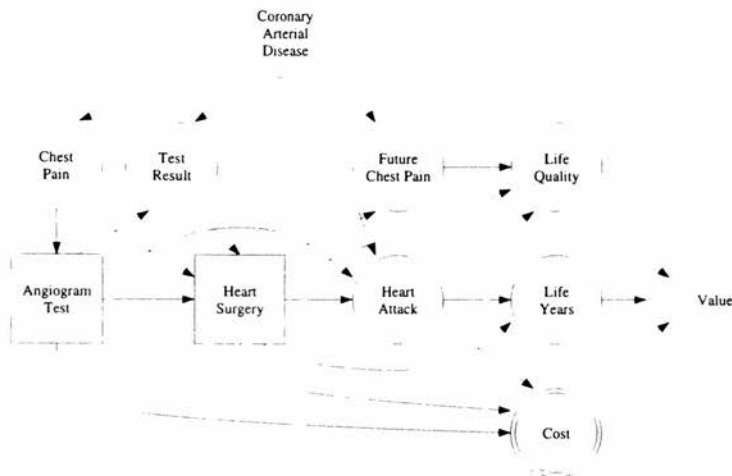 Coronary
Arterial
Disease
Chest
Pain
Test
Result
Future
Chest Pain
Life
Quality
Angiogram
Test
Heart
Surgery
Heart
Attack
Life
Years
Value
Cost